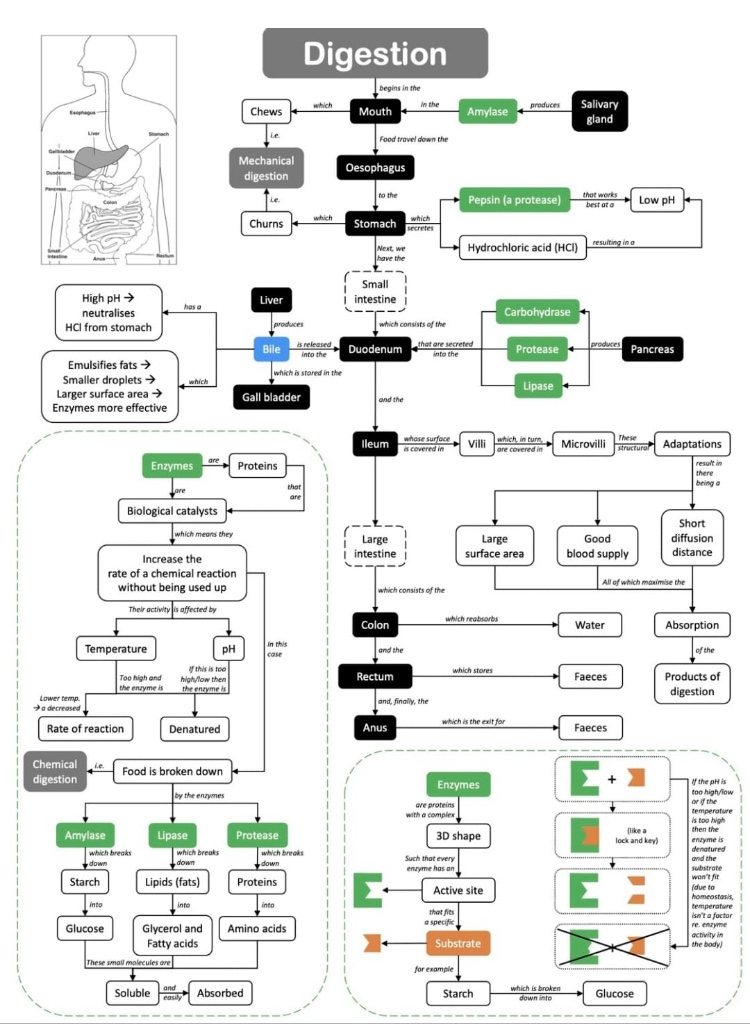 Digestion
Esophagus
Liver
Stomach
Gallbladder
Duodenum
Pancreas
Colon
Small
Intestine
Anus
Rectum
begins in the
Chews
which
Mouth
in the
Amylase
produces
Salivary
gland
i.e.
Food travel down the
Mechanical
digestion
Oesophagus
i.e.
to the
Churns
which
Stomach
which
secretes
Pepsin (a protease)
that works
best at a
Low pH
Hydrochloric acid (HCl)
resulting in a
Next, we
have the
Small
intestine
High pH →
neutralises
HCl from stomach
has a
Liver
produces
which consists of the
Carbohydrase
Bile
is released
into the
Duodenum
that are secreted
into the
Protease
produces
Pancreas
Lipase
Emulsifies fats →
Smaller droplets →
Larger surface area →
Enzymes more effective
which
which is stored in the
Gall bladder
and the
Ileum
whose surface
is covered in
Villi
which, in turn,
are covered in
Microvilli
These
structural
Adaptations
result in
there
being a
Large
surface area
Good
blood supply
Short
diffusion
distance
All of which maximise the
Absorption
of the
Products of
digestion
Large
intestine
which consists of the
Colon
which reabsorbs
Water
and the
Rectum
which stores
Faeces
and, finally, the
Anus
which is the exit for
Faeces
Enzymes
are
Proteins
are
that
are
Biological catalysts
which means they
Increase the
rate of a chemical reaction
without being used up
Their activity is affected by
In this
case
Temperature
pH
Too high and
the enzyme is
If this is too
high/low then
the enzyme is
Lower temp.
→ a decreased
Rate of reaction
Denatured
Chemical
digestion
i.e.
Food is broken down
by the enzymes
Amylase
Lipase
Protease
which breaks
down
which breaks
down
which breaks
down
Starch
Lipids (fats)
Proteins
into
into
into
Glucose
Glycerol and
Fatty acids
Amino acids
These small molecules are
Soluble
and
easily
Absorbed
Enzymes
are proteins
with a complex
3D shape
Such that every
enzyme has an
Active site
that fits
a specific
Substrate
for example
Starch
which is broken
down into
Glucose
+
(like a
lock and key)
+
If the pH is
too high/low
or if the
temperature
is too high
then the
enzyme is
denatured
and the
substrate
won't fit
(due to
homeostasis,
temperature
isn't a factor
re. enzyme
activity in
the body)